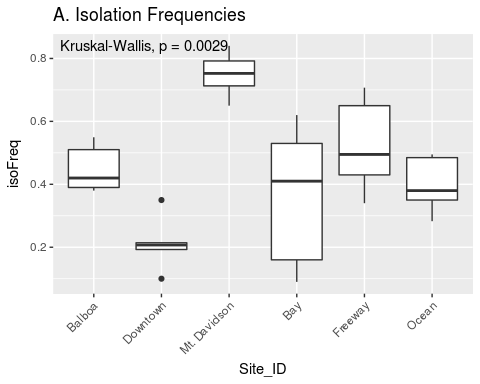 A. Isolation Frequencies
Kruskal-Wallis, p = 0.0029
isoFreq
0.8
0.6
0.4
0.2
Balboa
Downtown
Mt. Davidson
Bay
Freeway
Ocean
Site_ID